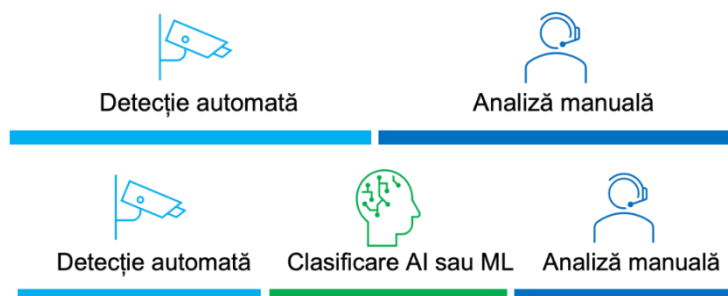 Detecție automată
Analiză manuală
Detecție automată
Clasificare AI sau ML
Analiză manuală